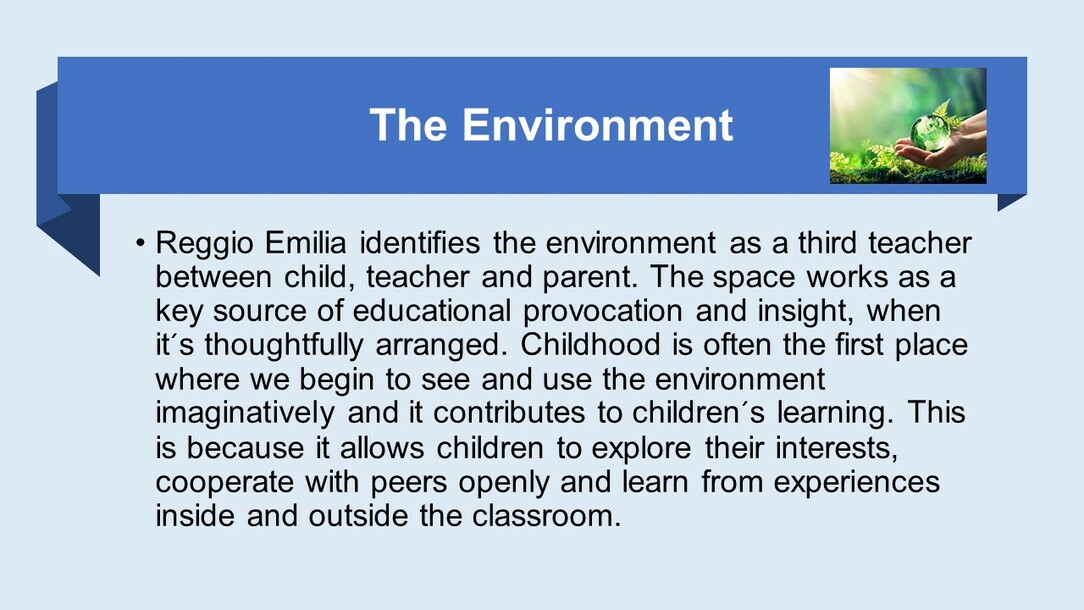 The Environment
• Reggio Emilia identifies the environment as a third teacher
between child, teacher and parent. The space works as a
key source of educational provocation and insight, when
it´s thoughtfully arranged. Childhood is often the first place
where we begin to see and use the environment
imaginatively and it contributes to children´s learning. This
is because it allows children to explore their interests,
cooperate with peers openly and learn from experiences
inside and outside the classroom.